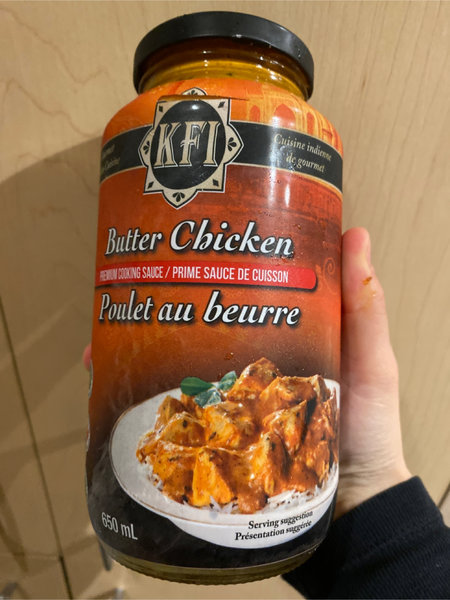 KFI
Cuisine indienne
de gourmet
Butter Chicken
PREMIUM COOKING SAUCE / PRIME SAUCE DE CUISSON
Poulet au beurre
650 mL
Serving suggestion
Présentation suggérée